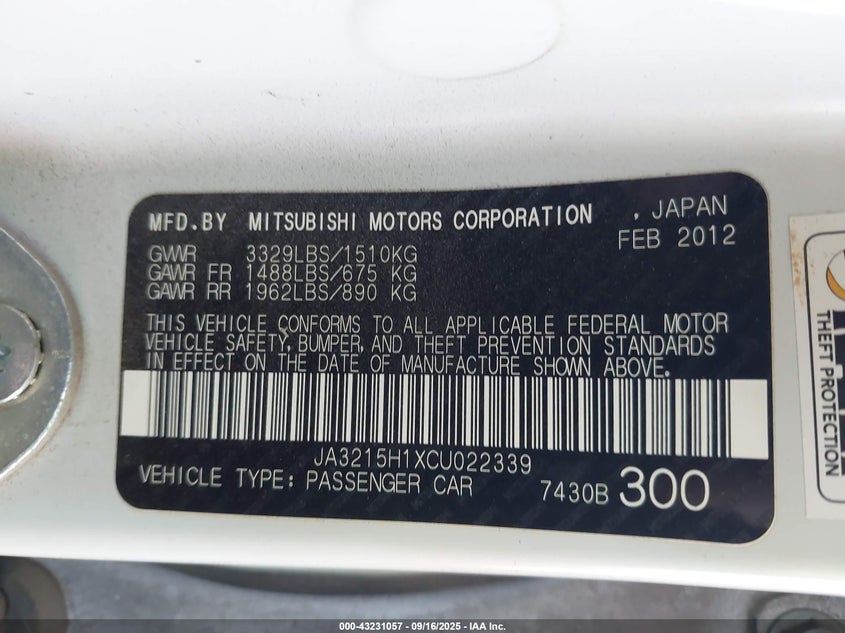 MFD.BY MITSUBISHI MOTORS CORPORATION , JAPAN
FEB 2012
GWWR 3329LBS/1510KG
GAWR FR 1488LBS/675 KG
GAWR RR 1962LBS/890 KG
THIS VEHICLE CONFORMS TO ALL APPLICABLE FEDERAL MOTOR
VEHICLE SAFETY, BUMPER, AND THEFT PREVENTION STANDARDS
IN EFFECT ON THE DATE OF MANUFACTURE SHOWN ABOVE.
JA3215H1XCU022339
VEHICLE TYPE: PASSENGER CAR 7430B 300
THEFT PROTECTION
000-43231057 - 09/16/2025 - IAA Inc.